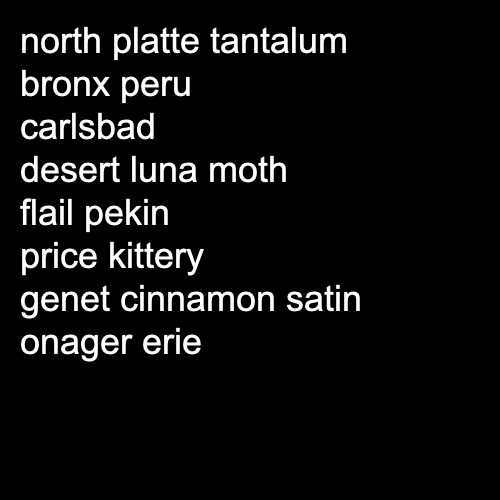 north platte tantalum
bronx peru
carlsbad
desert luna moth
flail pekin
price kittery
genet cinnamon satin
onager erie